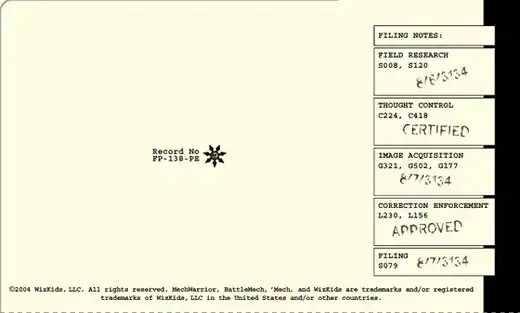 FILING NOTES:
FIELD RESEARCH
S008, S120
8/6/3134
THOUGHT CONTROL
C224, C418
CERTIFIED
Record No
FP-138-PE
IMAGE ACQUISITION
G321, G502, G177
8/7/3134
CORRECTION ENFORCEMENT
L230, L156
APPROVED
FILING
S079
8/7/3134
©2004 WizKids, LLC. All rights reserved. MechWarrior, BattleMech, 'Mech, and WizKids are trademarks and/or registered
trademarks of WizKids, LLC in the United States and/or other countries.